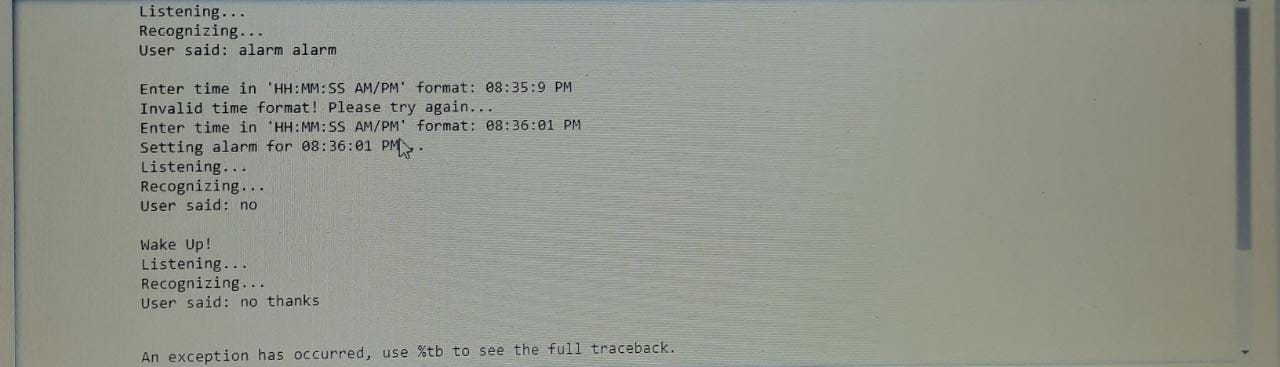 Listening...
Recognizing...
User said: alarm alarm
Enter time in 'HH:MM:SS AM/PM' format: 08:35:9 PM
Invalid time format! Please try again...
Enter time in 'HH:MM:SS AM/PM' format: 08:36:01 PM
Setting alarm for 08:36:01 PM...
Listening...
Recognizing...
User said: no
Wake Up!
Listening...
Recognizing...
User said: no thanks
An exception has occurred, use %tb to see the full traceback.